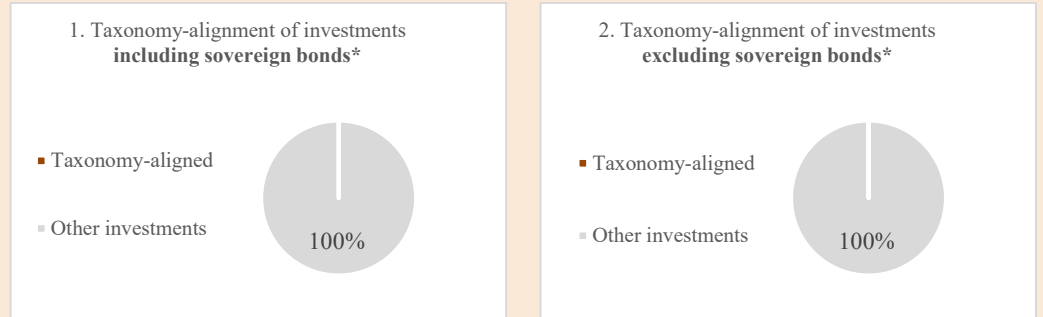 1. Taxonomy-alignment of investments
including sovereign bonds*
Taxonomy-aligned
Other investments
100%
2. Taxonomy-alignment of investments
excluding sovereign bonds*
Taxonomy-aligned
Other investments
100%